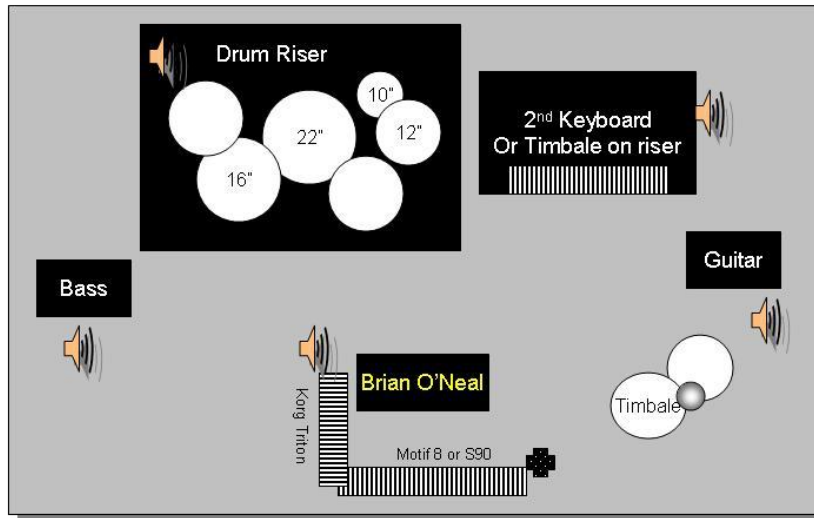 Drum Riser
10"
12"
22"
16"
2nd Keyboard
Or Timbale on riser
Bass
Guitar
Brian O'Neal
Korg Triton
Timbale
Motif 8 or S90